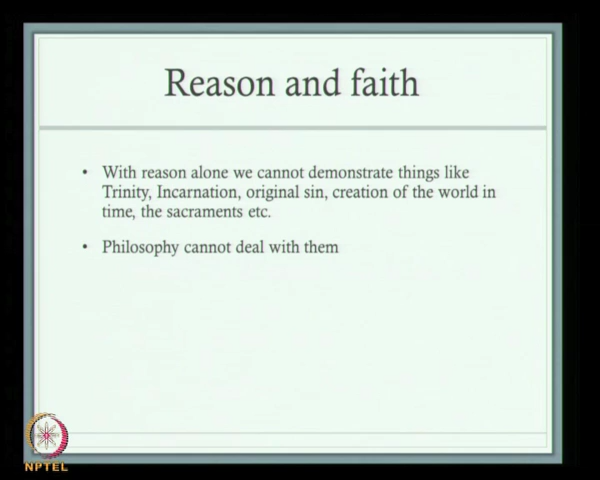 Reason and faith
• With reason alone we cannot demonstrate things like
Trinity, Incarnation, original sin, creation of the world in
time, the sacraments etc.
• Philosophy cannot deal with them
NPTEL